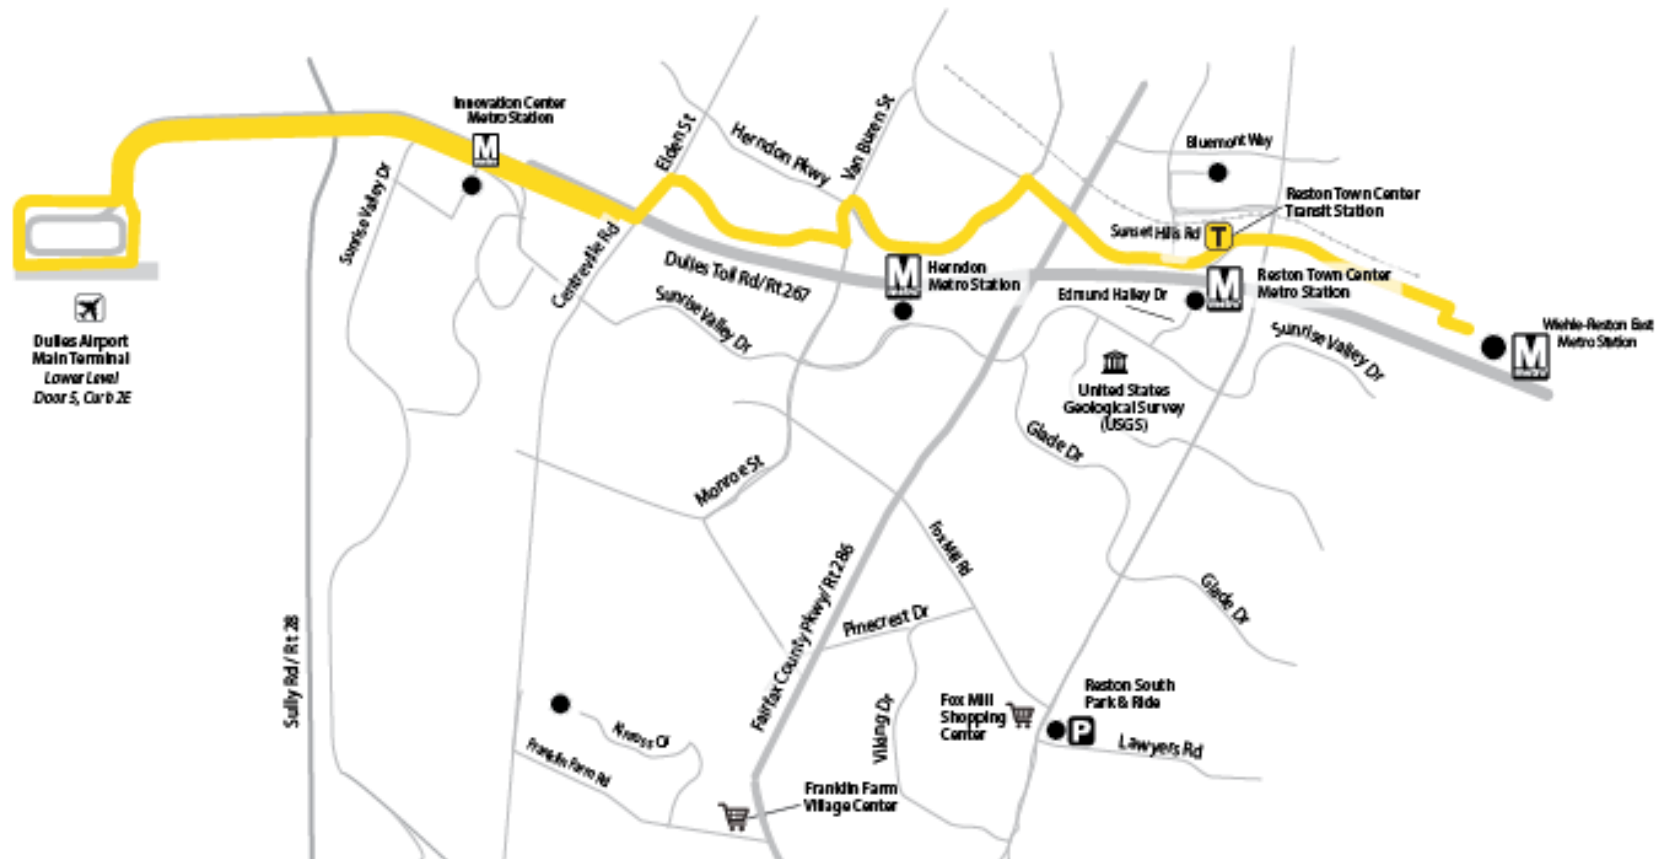 Innovation Center
Metro Station
M
Elden St
Herndon Pkwy
Van Buren St
Bluemont Way
Reston Town Center
Transit Station
Sunset Hills Rd
T
Sunrise Valley Dr
Centreville Rd
Dulles Toll Rd/Rt 267
M
Herndon
Metro Station
Edmund Halley Dr
M
Reston Town Center
Metro Station
Sunrise Valley Dr
Sunrise Valley Dr
Wiehle-Reston East
Metro Station
M
Dulles Airport
Main Terminal
Lower Level
Door 5, Curb 2E
United States
Geological Survey
(USGS)
Glade Dr
Monroe St
Fox Mill Rd
Fairfax County Pkwy/Rt 286
Glade Dr
Pinecrest Dr
Sully Rd/Rt 28
Viking Dr
Fox Mill
Shopping
Center
Reston South
Park & Ride
P
Lawyers Rd
Franklin Farm Rd
Franklin Farm
Village Center